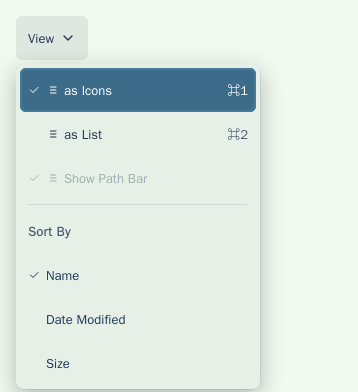 View
as Icons ⌘1
as List ⌘2
Show Path Bar
Sort By
Name
Date Modified
Size